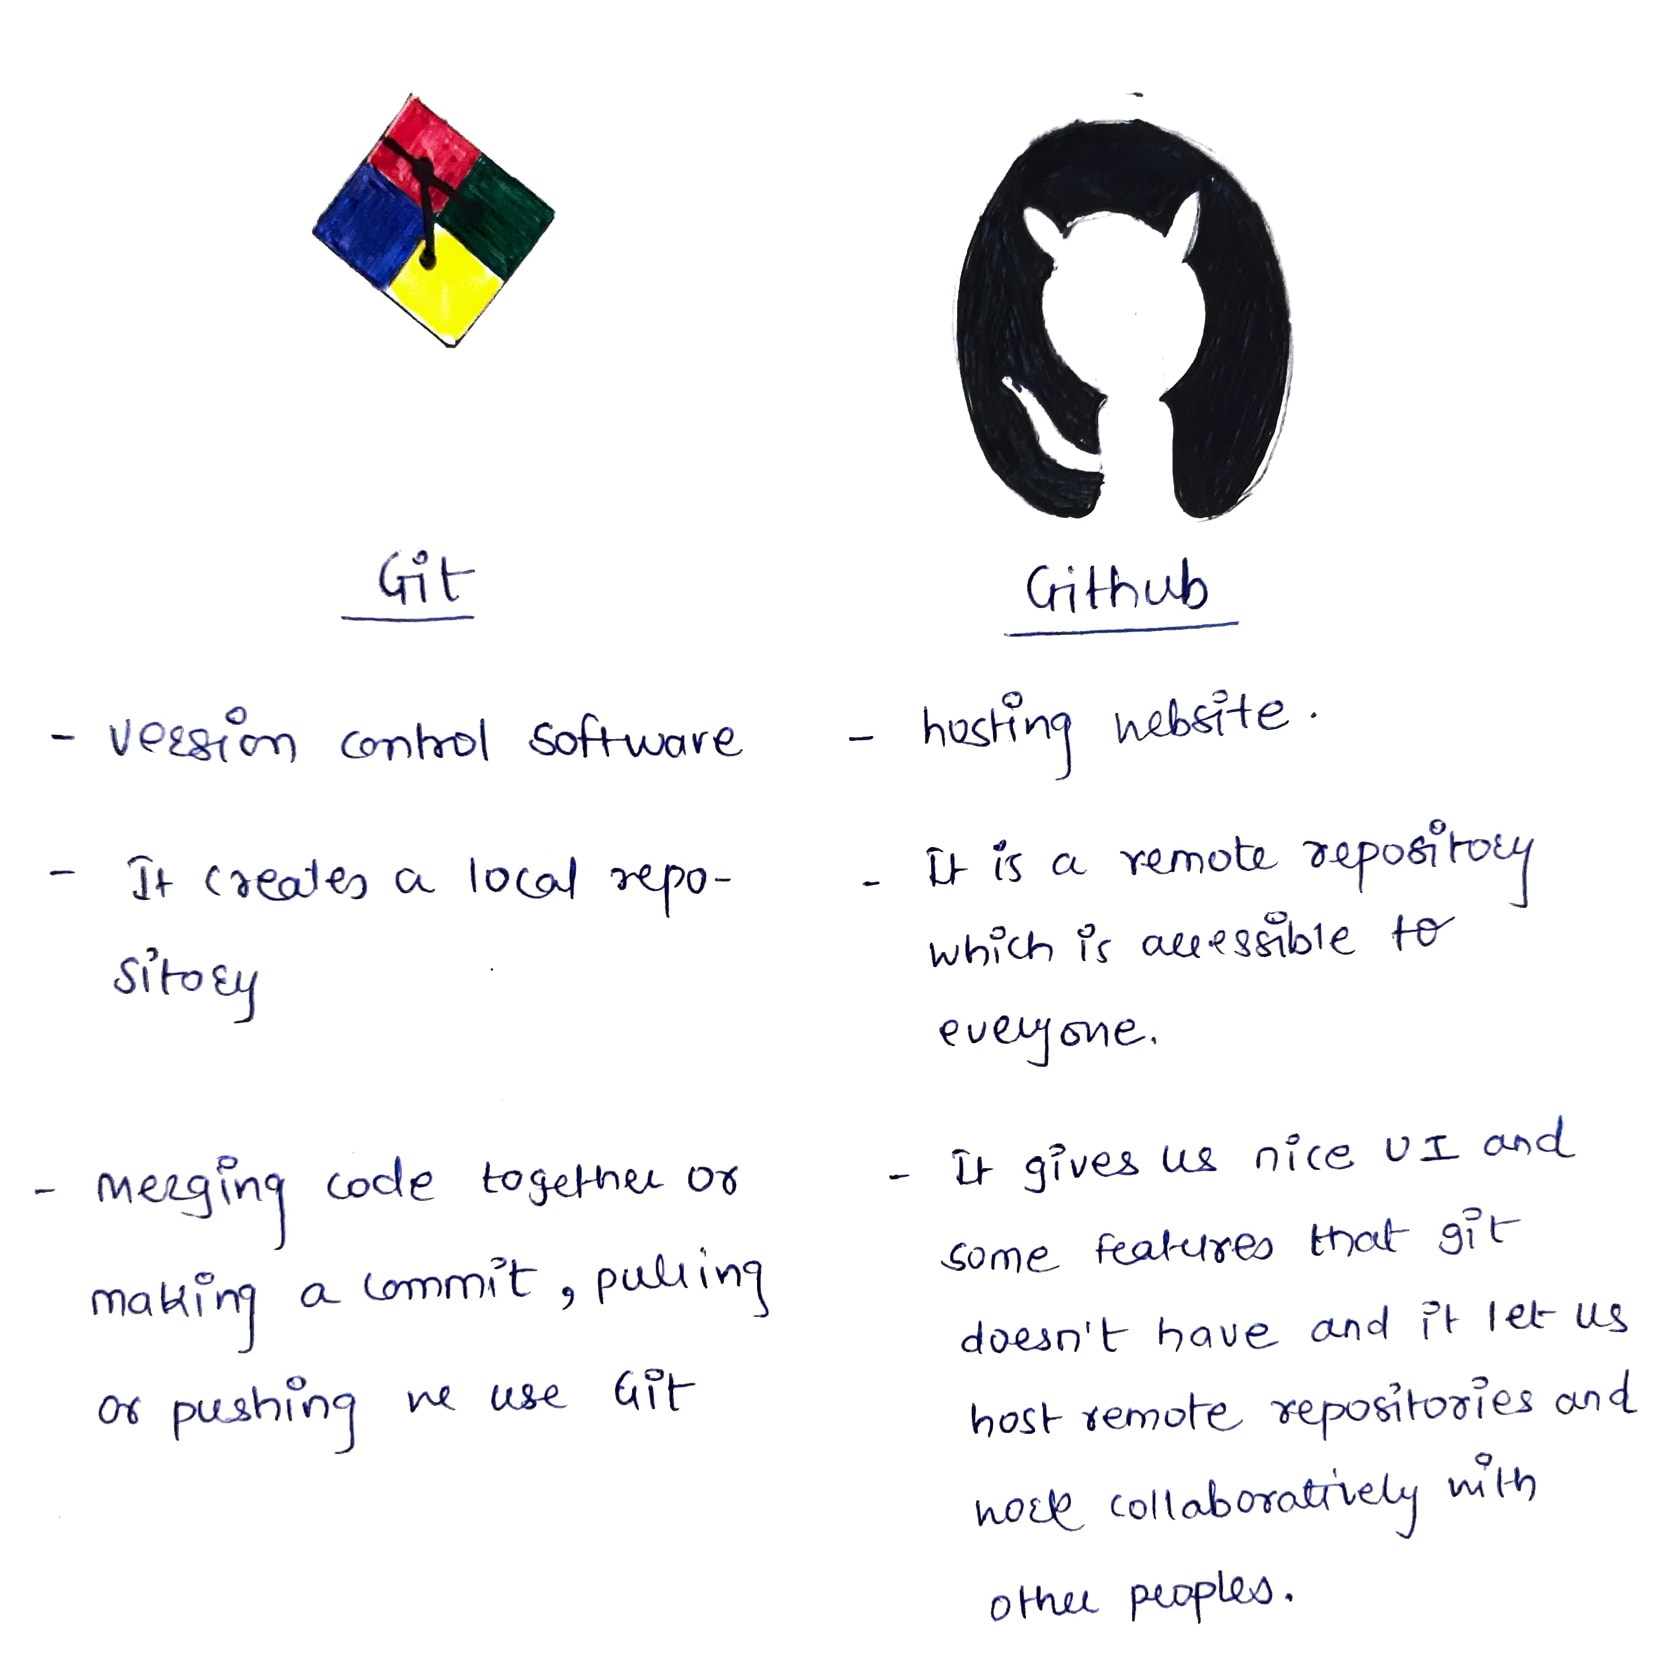 Git
- version control software
- It creates a local repo-
sitory
- merging code together or
making a commit, pulling
or pushing we use Git
Github
- hosting website.
- It is a remote repository
which is accessible to
everyone.
- It gives us nice UI and
some features that git
doesn't have and it let us
host remote repositories and
work collaboratively with
other peoples.